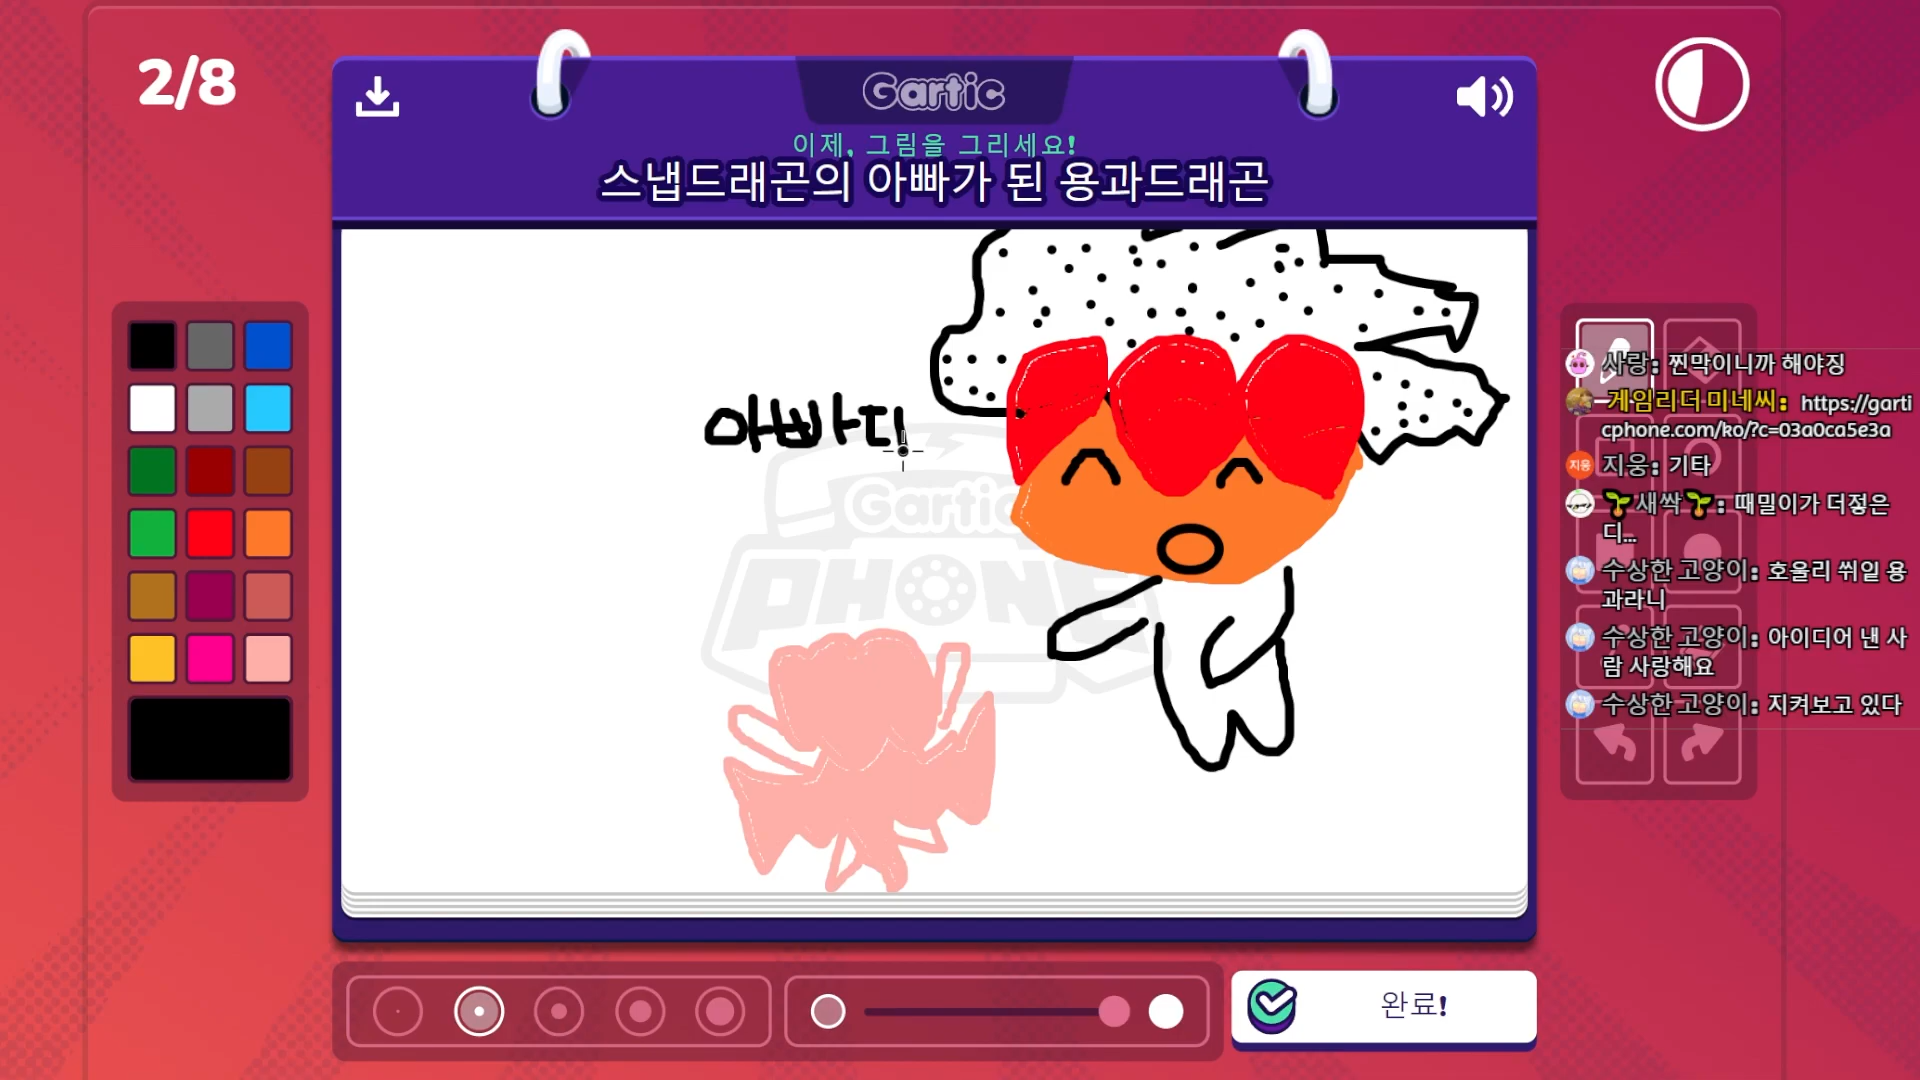 2/8
Gartic
이제, 그림을 그리세요!
스냅드래곤의 아빠가 된 용과드래곤
아빠다
Gartic
PHONE
사랑: 찐막이니까 해야징
게임리더 미네씨: https://garti
cphone.com/ko/?c=03a0ca5e3a
지웅
지웅: 기타
새싹: 때밀이가 더젛은
디...
수상한 고양이: 호울리 쒸일 용
과라니
수상한 고양이: 아이디어 낸 사
람 사랑해요
수상한 고양이: 지켜보고 있다
완료!